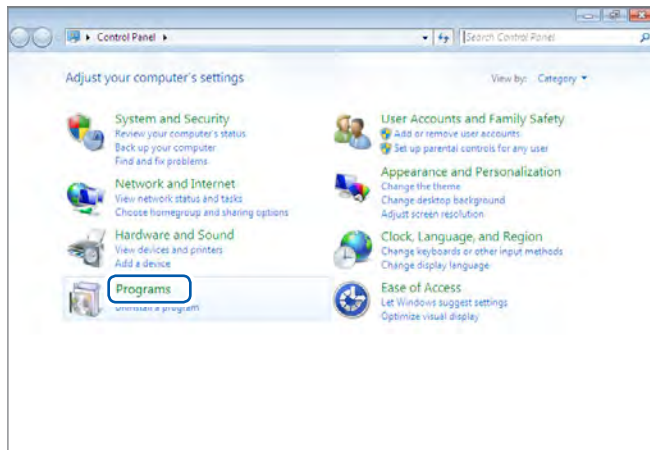 Control Panel
Search Control Panel
Adjust your computer's settings
View by: Category
System and Security
Review your computer's status
Back up your computer
Find and fix problems
Network and Internet
View network status and tasks
Choose homegroup and sharing options
Hardware and Sound
View devices and printers
Add a device
Programs
Uninstall a program
User Accounts and Family Safety
Add or remove user accounts
Set up parental controls for any user
Appearance and Personalization
Change the theme
Change desktop background
Adjust screen resolution
Clock, Language, and Region
Change keyboards or other input methods
Change display language
Ease of Access
Let Windows suggest settings
Optimize visual display